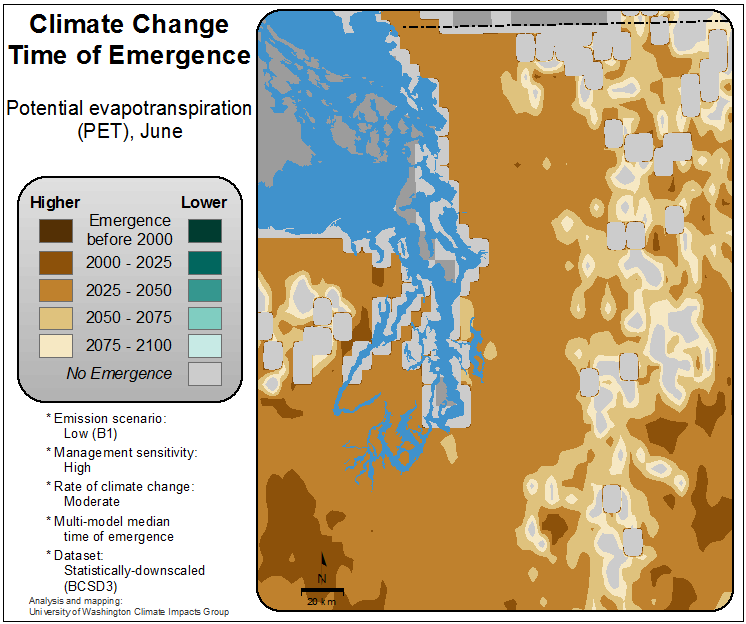 Climate Change
Time of Emergence
Potential evapotranspiration
(PET), June
Higher
Lower
Emergence
before 2000
2000 - 2025
2025 - 2050
2050 - 2075
2075 - 2100
No Emergence
* Emission scenario:
Low (B1)
* Management sensitivity:
High
* Rate of climate change:
Moderate
* Multi-model median
time of emergence
* Dataset:
Statistically-downscaled
(BCSD3)
Analysis and mapping:
University of Washington Climate Impacts Group
N
20 km